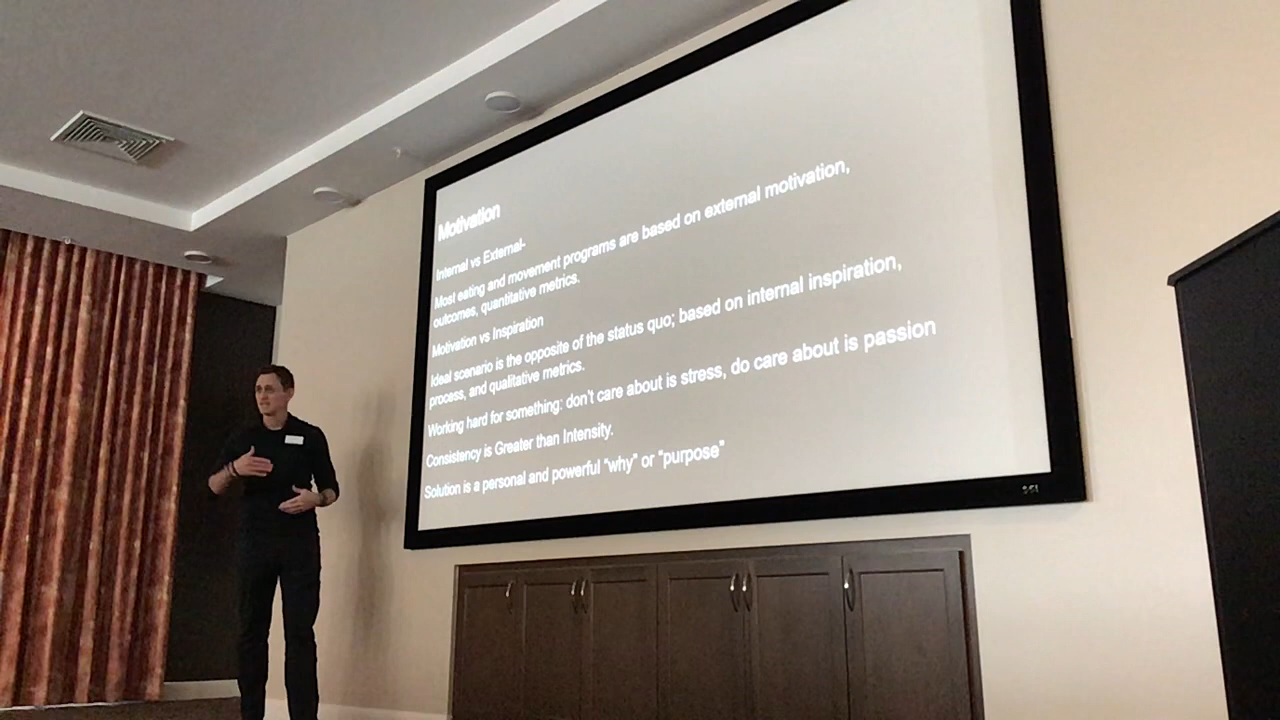 Motivation
Internal vs External-
Most eating and movement programs are based on external motivation,
outcomes, quantitative metrics.
Motivation vs Inspiration
Ideal scenario is the opposite of the status quo; based on internal inspiration,
process, and qualitative metrics.
Working hard for something: don't care about is stress, do care about is passion
Consistency is Greater than Intensity.
Solution is a personal and powerful “why” or “purpose”